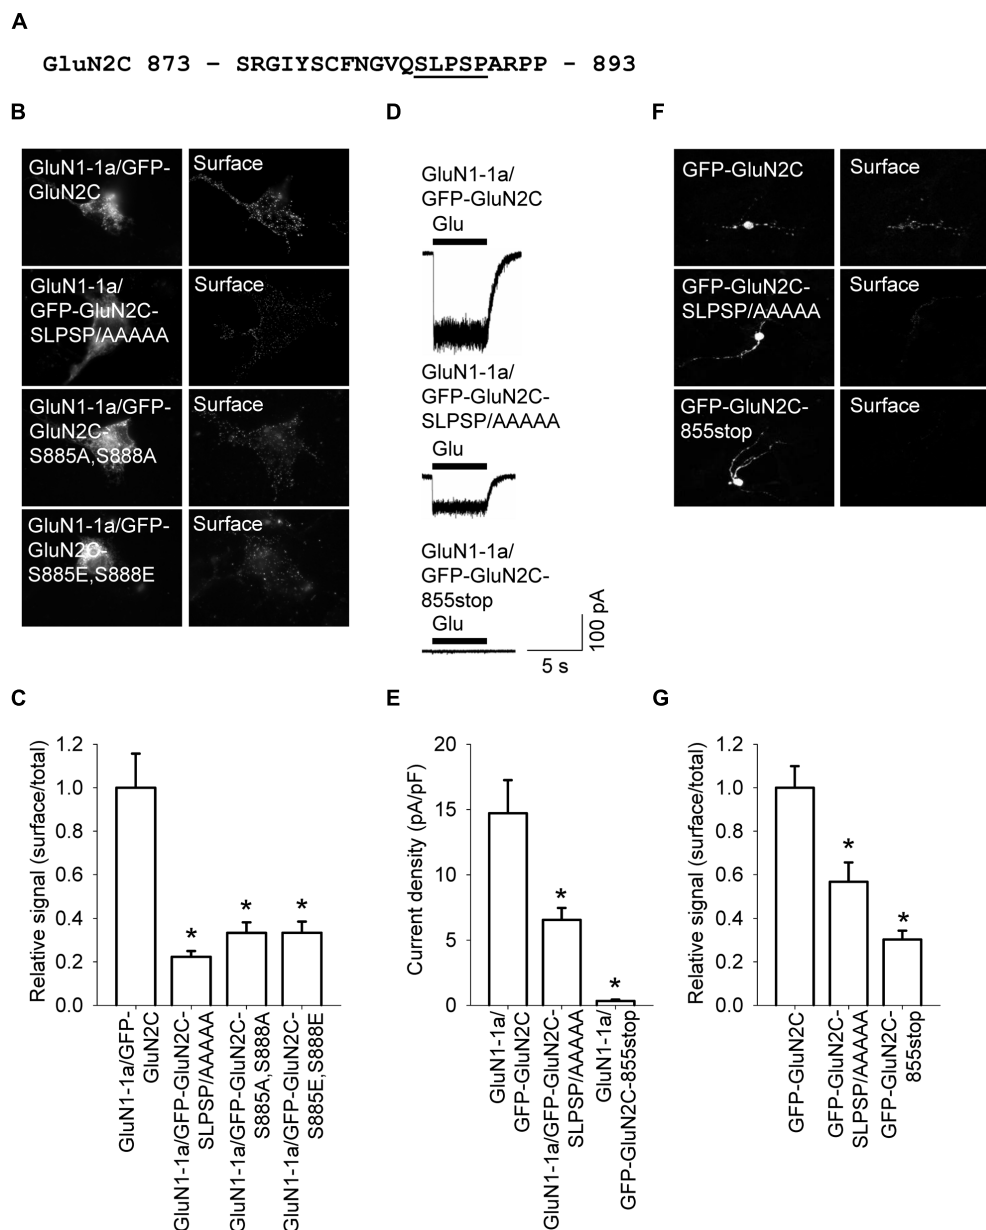 A
GluN2C 873 – SRGIYSCFNGVQSLPSPARPP - 893
B
GluN1-1a/GFP-
GluN2C
Surface
GluN1-1a/
GFP-GluN2C-
SLPSP/AAAAA
Surface
GluN1-1a/GFP-
GluN2C-
S885A,S888A
Surface
GluN1-1a/GFP-
GluN2C-
S885E,S888E
Surface
D
GluN1-1a/
GFP-GluN2C
Glu
GluN1-1a/
GFP-GluN2C-
SLPSP/AAAAA
Glu
GluN1-1a/
GFP-GluN2C-
855stop
Glu
100 pA
5 s
F
GFP-GluN2C
Surface
GFP-GluN2C-
SLPSP/AAAAA
Surface
GFP-GluN2C-
855stop
Surface
C
Relative signal (surface/total)
1.2
1.0
0.8
0.6
0.4
0.2
0.0
*
*
*
GluN1-1a/GFP-
GluN2C
GluN1-1a/GFP-GluN2C-
SLPSP/AAAAA
GluN1-1a/GFP-GluN2C-
S885A,S888A
GluN1-1a/GFP-GluN2C-
S885E,S888E
E
Current density (pA/pF)
20
15
10
5
0
*
*
GluN1-1a/
GFP-GluN2C
GluN1-1a/GFP-GluN2C-
SLPSP/AAAAA
GluN1-1a/
GFP-GluN2C-855stop
G
Relative signal (surface/total)
1.2
1.0
0.8
0.6
0.4
0.2
0.0
*
*
GFP-GluN2C
GFP-GluN2C-
SLPSP/AAAAA
GFP-GluN2C-
855stop